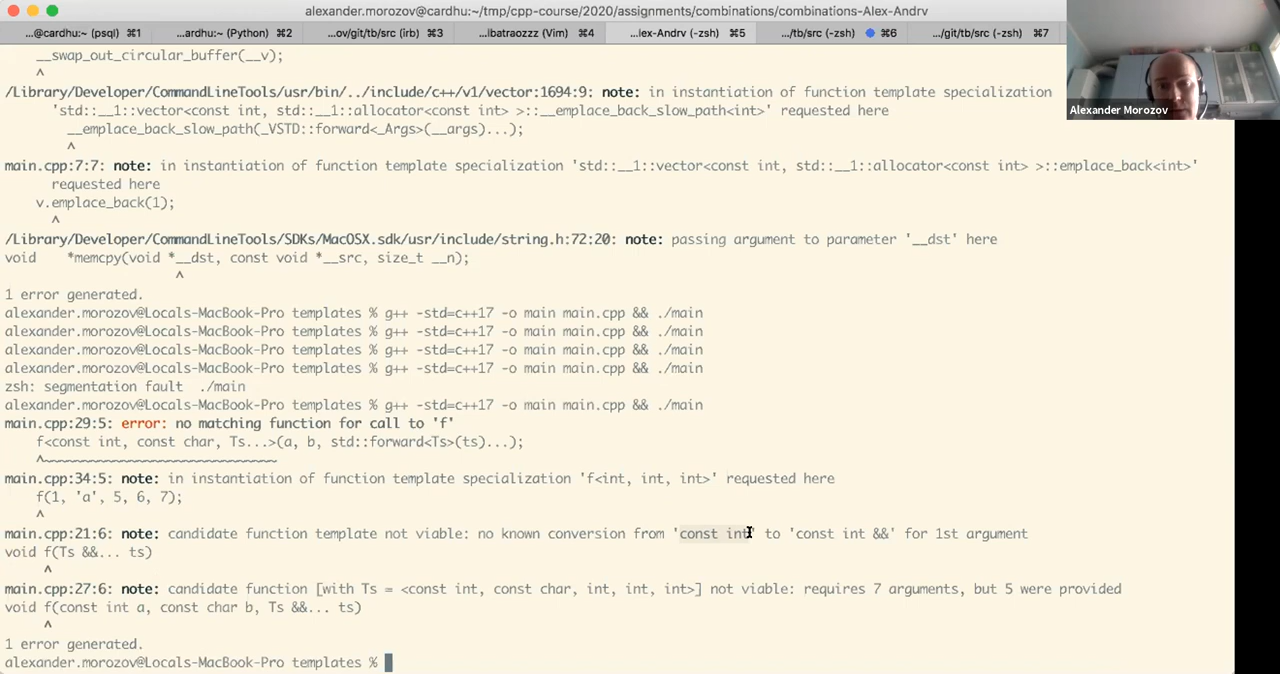 alexander.morozov@cardhu:~/tmp/cpp-course/2020/assignments/combinations/combinations-Alex-Andrv
...@cardhu:~ (psql) ⌘1 ...ardhu:~ (Python) ⌘2 ...ov/git/tb/src (irb) ⌘3 ...ibatraozzz (Vim) ⌘4 ...lex-Andrv (-zsh) ⌘5 .../tb/src (-zsh) ⌘6 .../git/tb/src (-zsh) ⌘7
Alexander Morozov
__swap_out_circular_buffer(__v);
^
/Library/Developer/CommandLineTools/usr/bin/../include/c++/v1/vector:1694:9: note: in instantiation of function template specialization
'std::__1::vector<const int, std::__1::allocator<const int> >::__emplace_back_slow_path<int>' requested here
__emplace_back_slow_path(_VSTD::forward<_Args>(__args)...);
^
main.cpp:7:7: note: in instantiation of function template specialization 'std::__1::vector<const int, std::__1::allocator<const int> >::emplace_back<int>'
requested here
v.emplace_back(1);
^
/Library/Developer/CommandLineTools/SDKs/MacOSX.sdk/usr/include/string.h:72:20: note: passing argument to parameter '__dst' here
void *memcpy(void *__dst, const void *__src, size_t __n);
^
1 error generated.
alexander.morozov@Locals-MacBook-Pro templates % g++ -std=c++17 -o main main.cpp && ./main
alexander.morozov@Locals-MacBook-Pro templates % g++ -std=c++17 -o main main.cpp && ./main
alexander.morozov@Locals-MacBook-Pro templates % g++ -std=c++17 -o main main.cpp && ./main
alexander.morozov@Locals-MacBook-Pro templates % g++ -std=c++17 -o main main.cpp && ./main
zsh: segmentation fault ./main
alexander.morozov@Locals-MacBook-Pro templates % g++ -std=c++17 -o main main.cpp && ./main
main.cpp:29:5: error: no matching function for call to 'f'
f<const int, const char, Ts...>(a, b, std::forward<Ts>(ts)...);
^~~~~~~~~~~~~~~~~~~~~~~~~~~~~~~
main.cpp:34:5: note: in instantiation of function template specialization 'f<int, int, int>' requested here
f(1, 'a', 5, 6, 7);
^
main.cpp:21:6: note: candidate function template not viable: no known conversion from 'const int' to 'const int &&' for 1st argument
void f(Ts &&... ts)
^
main.cpp:27:6: note: candidate function [with Ts = <const int, const char, int, int, int>] not viable: requires 7 arguments, but 5 were provided
void f(const int a, const char b, Ts &&... ts)
^
1 error generated.
alexander.morozov@Locals-MacBook-Pro templates %